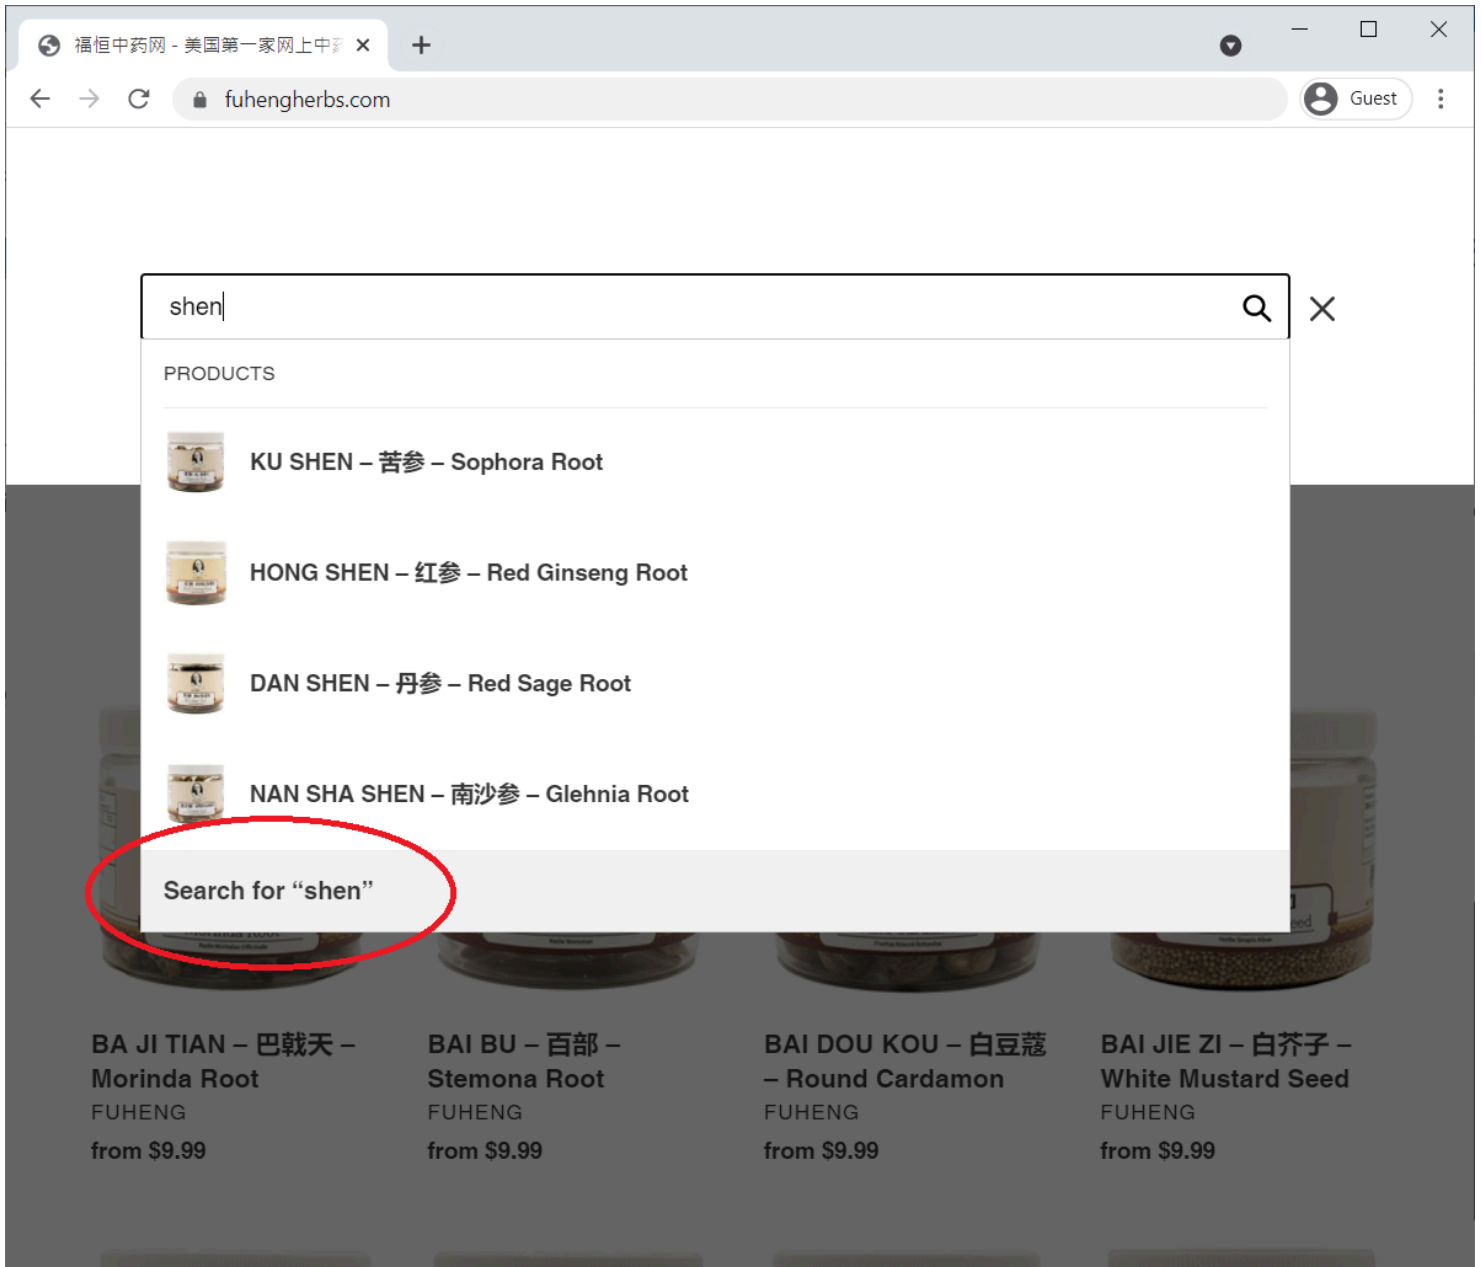 福恒中药网 - 美国第一家网上中药
fuhengherbs.com
Guest
shen
PRODUCTS
KU SHEN – 苦参 – Sophora Root
HONG SHEN – 红参 – Red Ginseng Root
DAN SHEN – 丹参 – Red Sage Root
NAN SHA SHEN – 南沙参 – Glehnia Root
Search for “shen”
Morinda Root
BA JI TIAN – 巴戟天 –
Morinda Root
FUHENG
from $9.99
BAI BU – 百部 –
Stemona Root
FUHENG
from $9.99
BAI DOU KOU – 白豆蔻
– Round Cardamon
FUHENG
from $9.99
BAI JIE ZI – 白芥子 –
White Mustard Seed
FUHENG
from $9.99